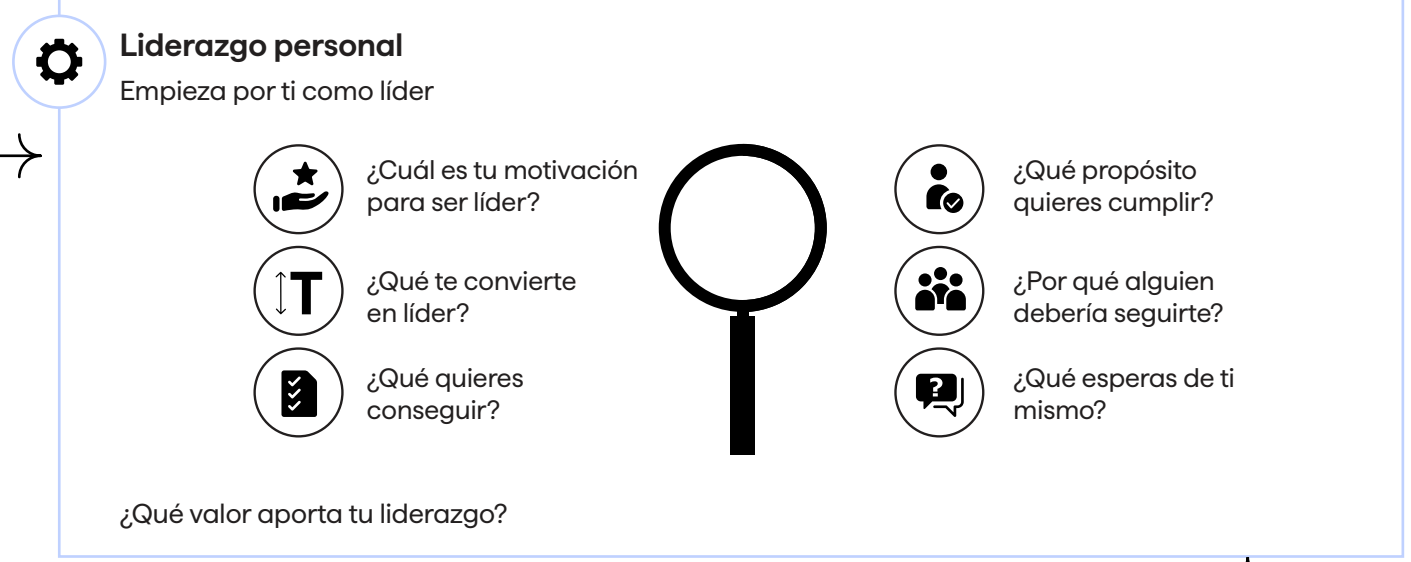 Liderazgo personal
Empieza por ti como líder
¿Cuál es tu motivación
para ser líder?
¿Qué te convierte
en líder?
¿Qué quieres
conseguir?
¿Qué propósito
quieres cumplir?
¿Por qué alguien
debería seguirte?
¿Qué esperas de ti
mismo?
¿Qué valor aporta tu liderazgo?